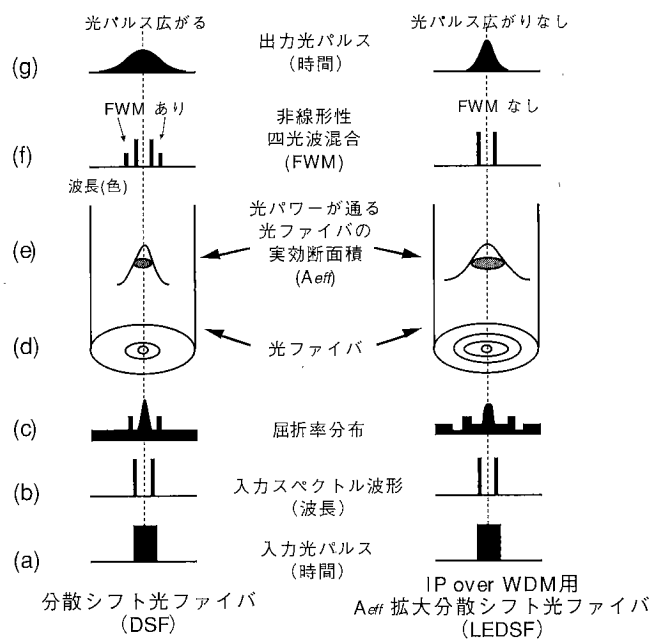 光パルス広がる
光パルス広がりなし
(g)
出力光パルス
(時間)
FWM あり
FWM なし
非線形性
四光波混合
(FWM)
(f)
波長(色)
光パワーが通る
光ファイバの
実効断面積
(Aeff)
(e)
(d)
光ファイバ
(c)
屈折率分布
(b)
入力スペクトル波形
(波長)
(a)
入力光パルス
(時間)
分散シフト光ファイバ
(DSF)
IP over WDM用
Aeff 拡大分散シフト光ファイバ
(LEDSF)